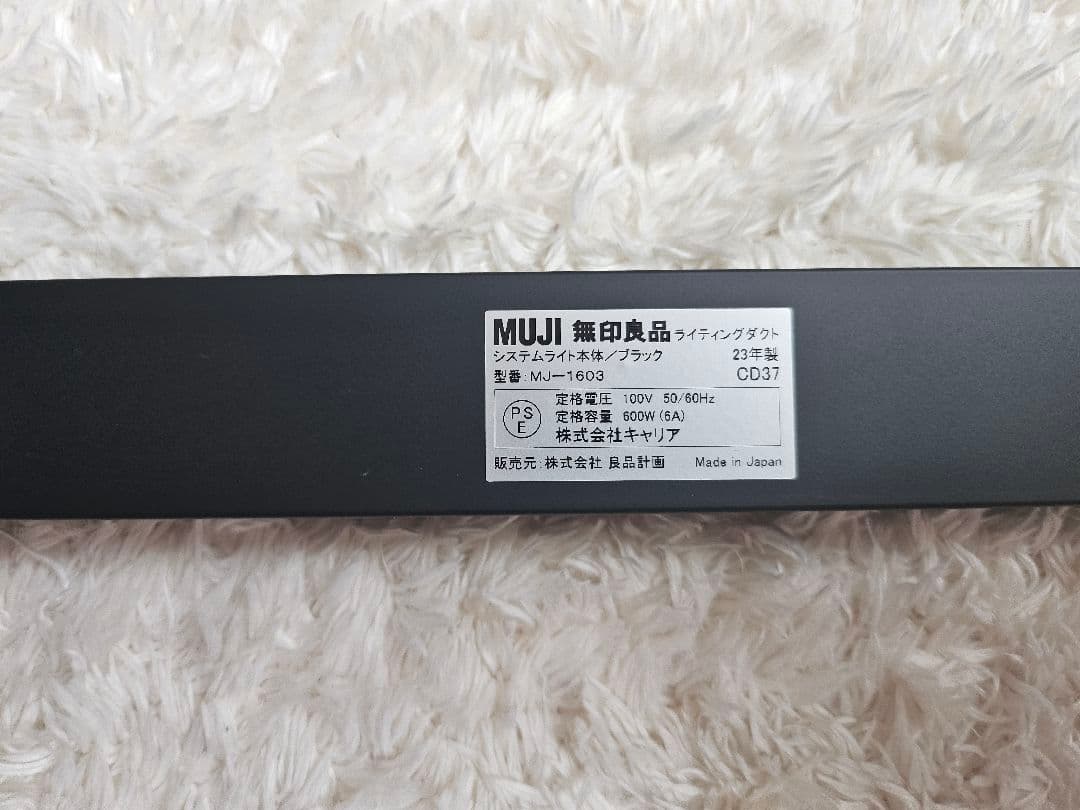 MUJI 無印良品 ライティングダクト
システムライト本体／ブラック 23年製
型番：MJ－1603 CD37
PSE 定格電圧 100V 50/60Hz
定格容量 600W(6A)
株式会社キャリア
販売元：株式会社 良品計画 Made in Japan